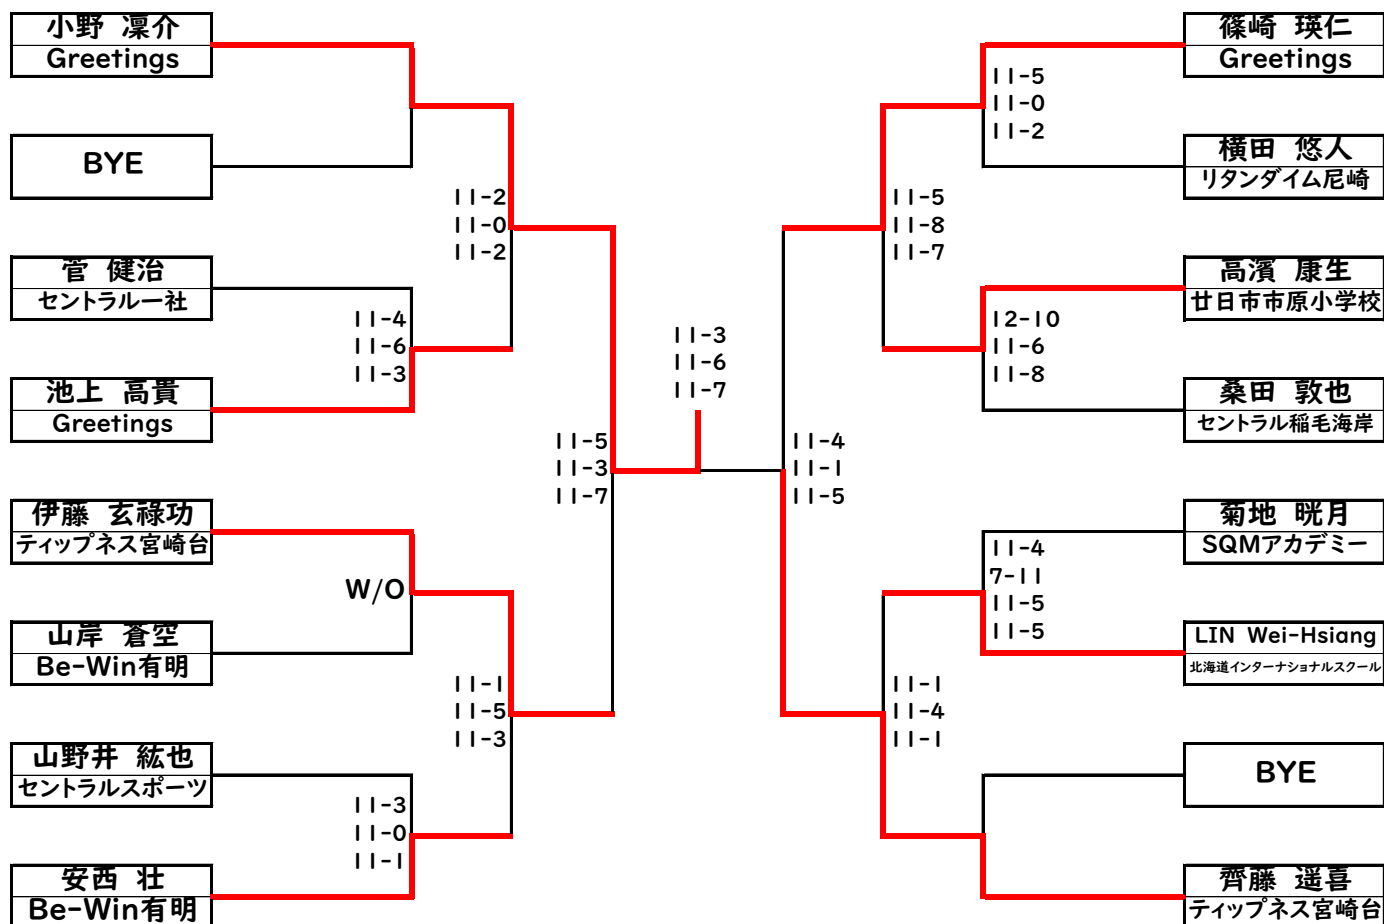 小野 凜介
Greetings
BYE
菅 健治
セントラル一社
池上 高貴
Greetings
伊藤 玄祿功
ティップネス宮崎台
山岸 蒼空
Be-Win有明
山野井 紘也
セントラルスポーツ
安西 壮
Be-Win有明
11-4
11-6
11-3
W/O
11-3
11-0
11-1
11-2
11-0
11-2
11-1
11-5
11-3
11-5
11-3
11-7
11-3
11-6
11-7
11-4
11-1
11-5
11-5
11-8
11-7
11-1
11-4
11-1
11-5
11-0
11-2
12-10
11-6
11-8
11-4
7-11
11-5
11-5
篠崎 瑛仁
Greetings
横田 悠人
リタンダイム尼崎
高濱 康生
廿日市市原小学校
桑田 敦也
セントラル稲毛海岸
菊地 晄月
SQMアカデミー
LIN Wei-Hsiang
北海道インターナショナルスクール
BYE
齊藤 遥喜
ティップネス宮崎台